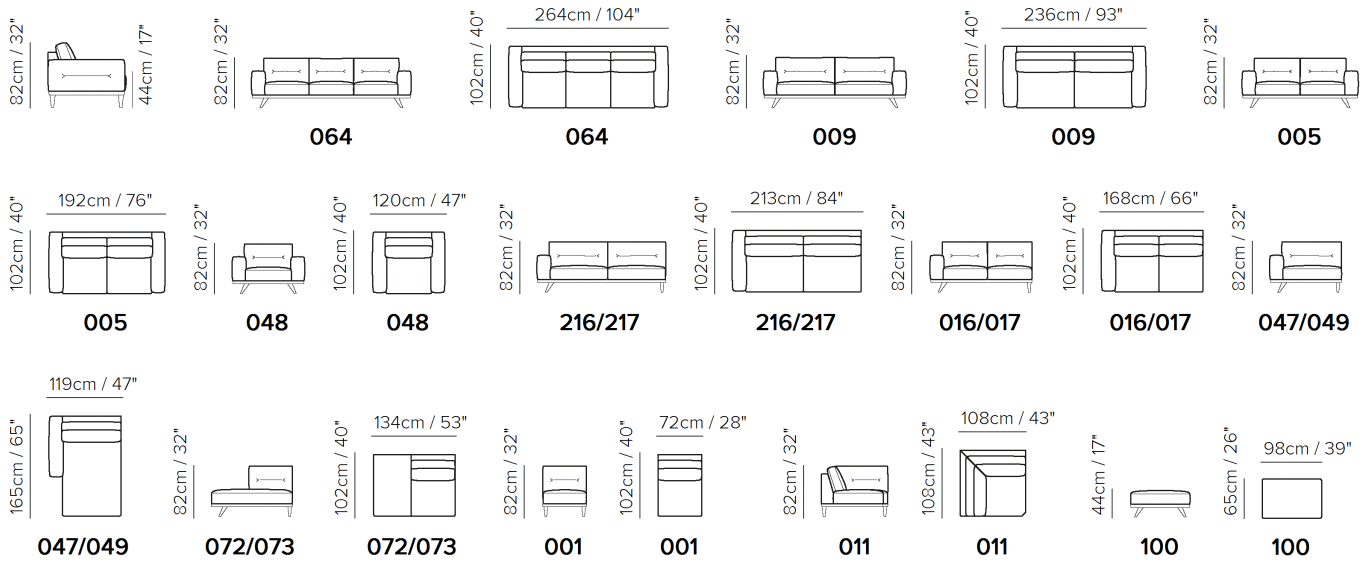 82cm / 32"
44cm / 17"
82cm / 32"
064
102cm / 40"
264cm / 104"
064
82cm / 32"
009
102cm / 40"
236cm / 93"
009
82cm / 32"
005
102cm / 40"
192cm / 76"
005
82cm / 32"
048
102cm / 40"
120cm / 47"
048
82cm / 32"
216/217
102cm / 40"
213cm / 84"
216/217
82cm / 32"
016/017
102cm / 40"
168cm / 66"
016/017
82cm / 32"
047/049
165cm / 65"
119cm / 47"
047/049
82cm / 32"
072/073
102cm / 40"
134cm / 53"
072/073
82cm / 32"
001
102cm / 40"
72cm / 28"
001
82cm / 32"
011
108cm / 43"
108cm / 43"
011
44cm / 17"
100
65cm / 26"
98cm / 39"
100